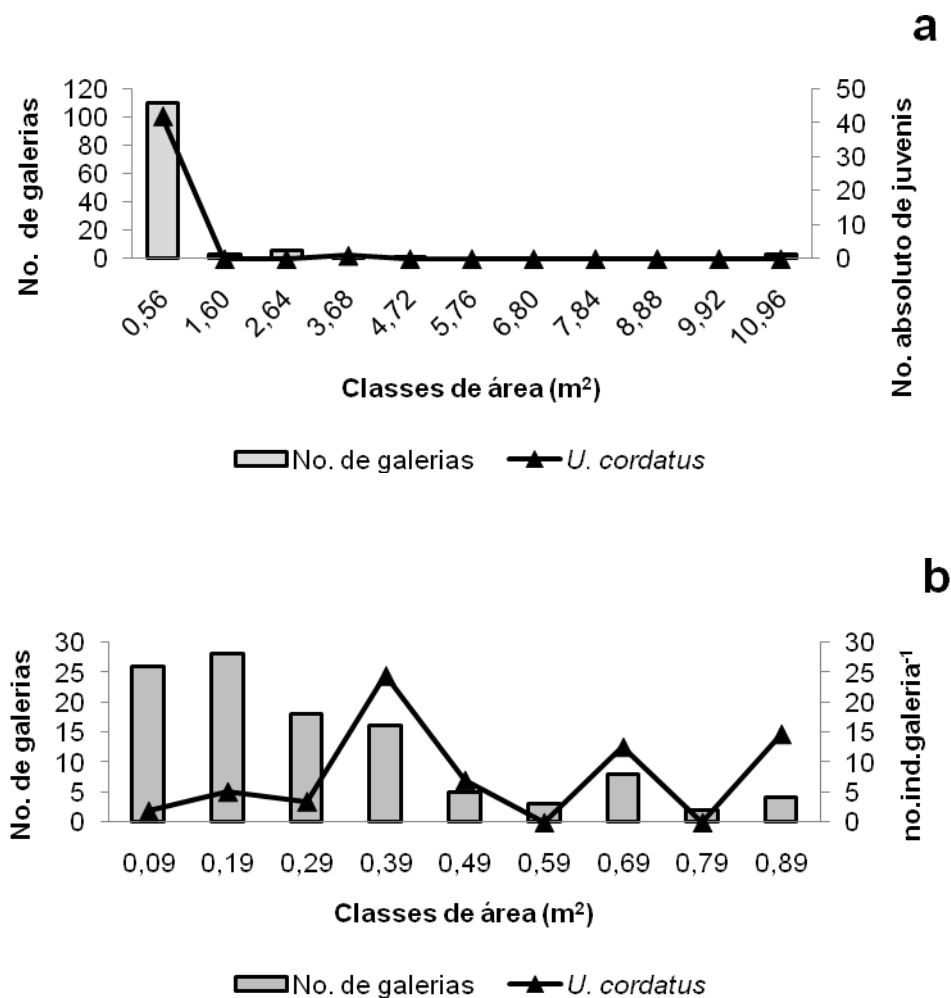 a
No. de galerias
120
100
80
60
40
20
0
50
40
30
20
10
0
No. absoluto de juvenis
0,56 1,60 2,64 3,68 4,72 5,76 6,80 7,84 8,88 9,92 10,96
Classes de área (m²)
No. de galerias U. cordatus
b
No. de galerias
30
25
20
15
10
5
0
30
25
20
15
10
5
0
no.ind.galeria⁻¹
0,09 0,19 0,29 0,39 0,49 0,59 0,69 0,79 0,89
Classes de área (m²)
No. de galerias U. cordatus